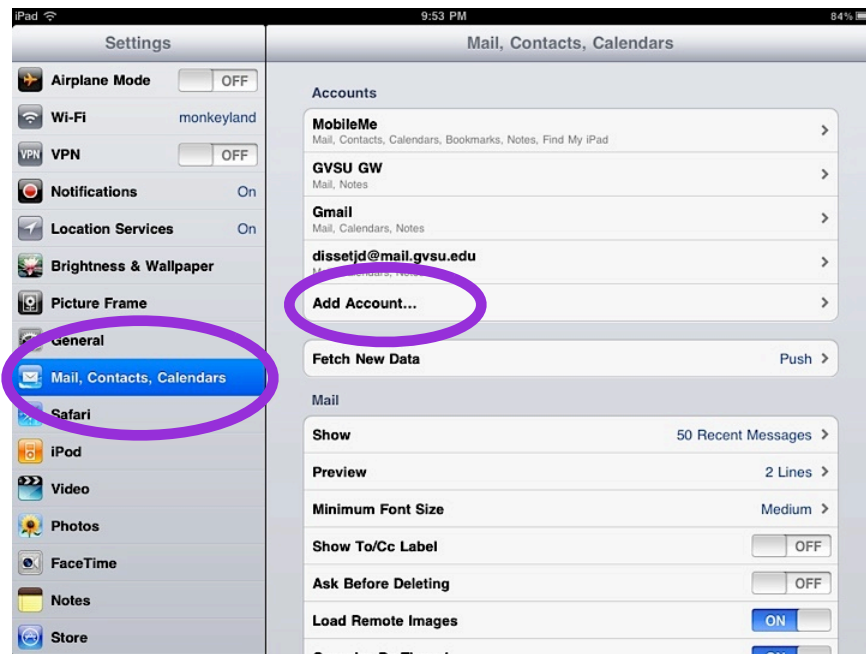 iPad 9:53 PM 84%
Settings
Mail, Contacts, Calendars
Airplane Mode OFF
Wi-Fi monkeyland
VPN VPN OFF
Notifications On
Location Services On
Brightness & Wallpaper
Picture Frame
General
Mail, Contacts, Calendars
Safari
iPod
Video
Photos
FaceTime
Notes
Store
Accounts
MobileMe
Mail, Contacts, Calendars, Bookmarks, Notes, Find My iPad
GVSU GW
Mail, Notes
Gmail
Mail, Calendars, Notes
dissetjd@mail.gvsu.edu
Add Account...
Fetch New Data Push
Mail
Show 50 Recent Messages
Preview 2 Lines
Minimum Font Size Medium
Show To/Cc Label OFF
Ask Before Deleting OFF
Load Remote Images ON